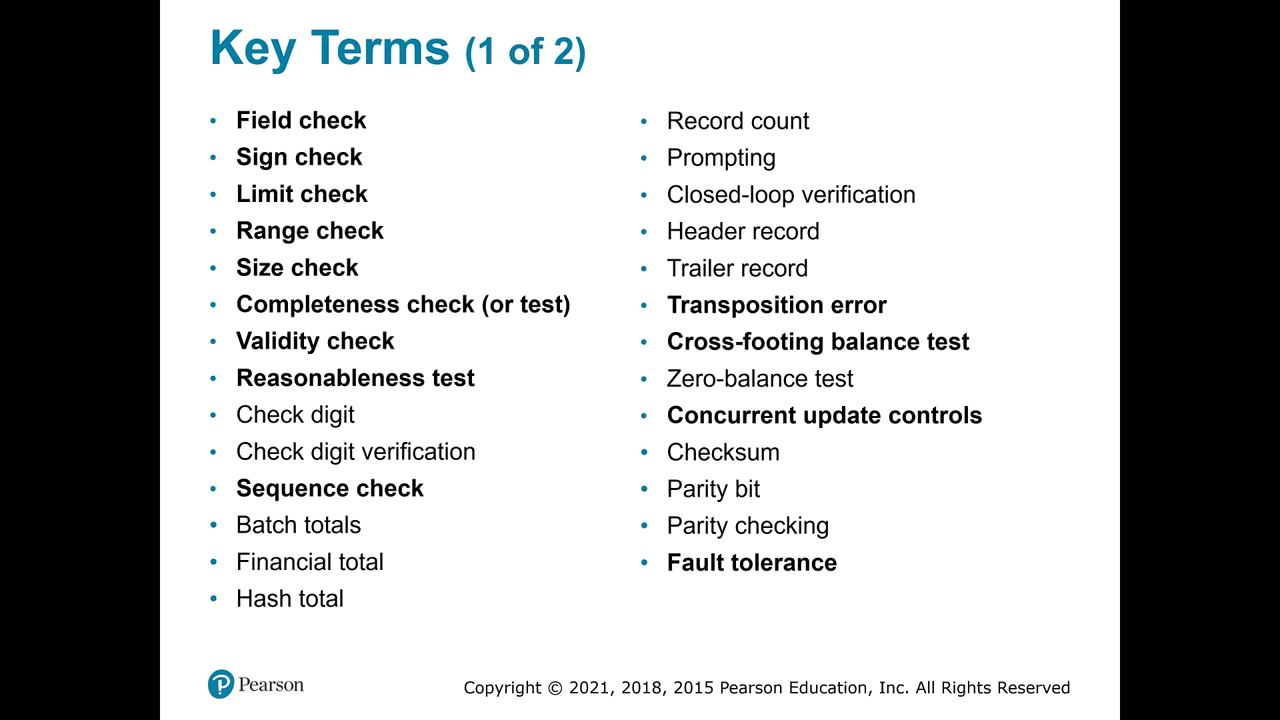 Key Terms (1 of 2)
• Field check
• Sign check
• Limit check
• Range check
• Size check
• Completeness check (or test)
• Validity check
• Reasonableness test
• Check digit
• Check digit verification
• Sequence check
• Batch totals
• Financial total
• Hash total
• Record count
• Prompting
• Closed-loop verification
• Header record
• Trailer record
• Transposition error
• Cross-footing balance test
• Zero-balance test
• Concurrent update controls
• Checksum
• Parity bit
• Parity checking
• Fault tolerance
Pearson
Copyright © 2021, 2018, 2015 Pearson Education, Inc. All Rights Reserved